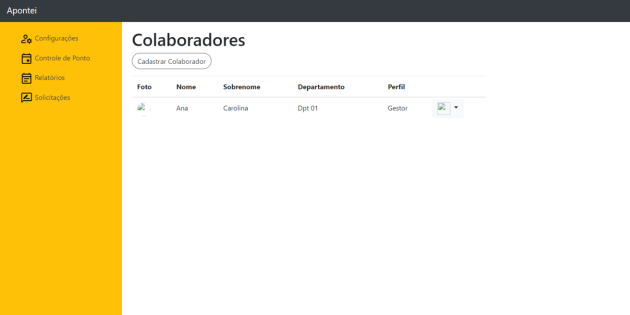 Apontei
Configurações
Controle de Ponto
Relatórios
Solicitações
Colaboradores
Cadastrar Colaborador
Foto Nome Sobrenome Departamento Perfil
Ana Carolina Dpt 01 Gestor